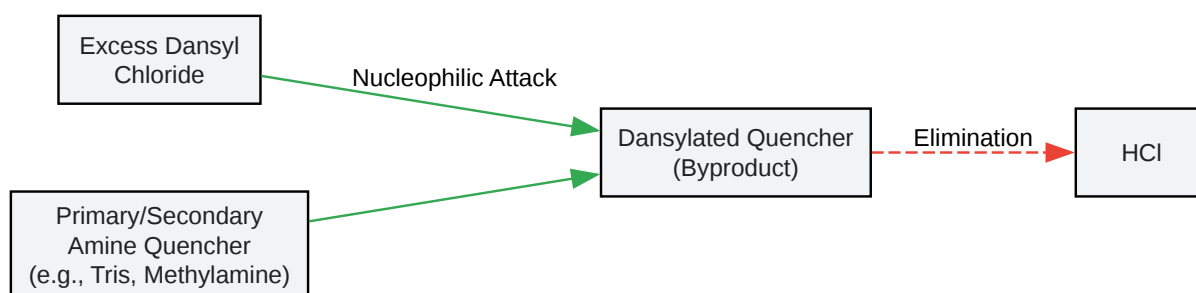 Excess Dansyl
Chloride
Nucleophilic Attack
Dansylated Quencher
(Byproduct)
Elimination
HCl
Primary/Secondary
Amine Quencher
(e.g., Tris, Methylamine)